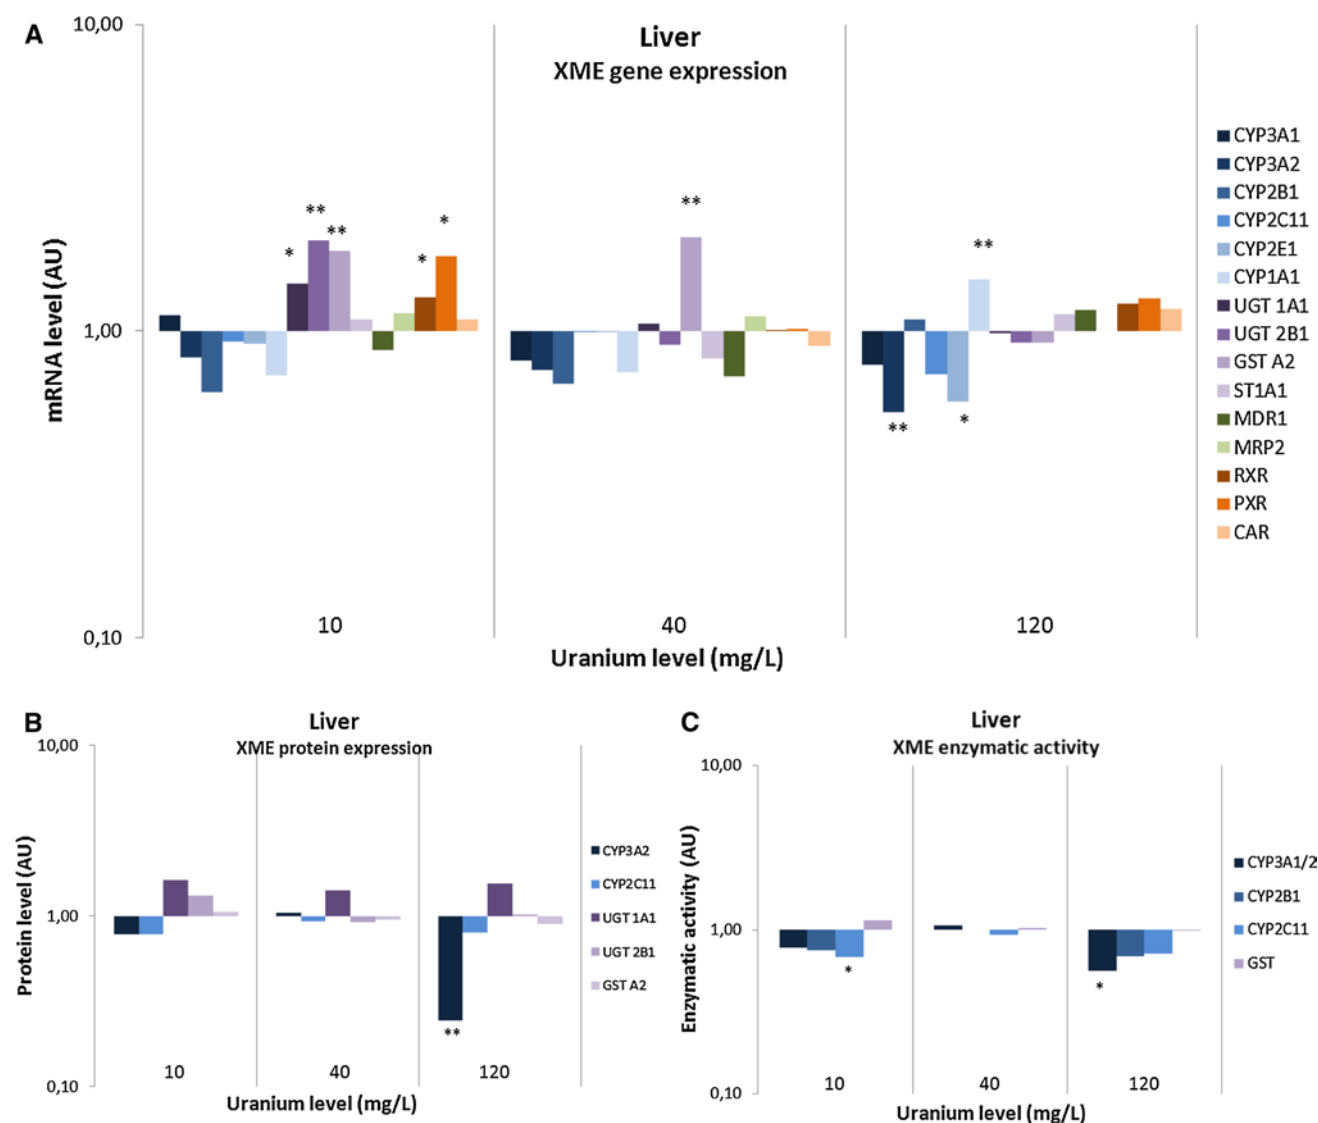 A
Liver
XME gene expression
10,00
1,00
0,10
mRNA level (AU)
* ** ** * *
**
** * **
10
40
120
Uranium level (mg/L)
CYP3A1
CYP3A2
CYP2B1
CYP2C11
CYP2E1
CYP1A1
UGT 1A1
UGT 2B1
GST A2
ST1A1
MDR1
MRP2
RXR
PXR
CAR
B
Liver
XME protein expression
10,00
1,00
0,10
Protein level (AU)
**
10
40
120
Uranium level (mg/L)
CYP3A2
CYP2C11
UGT 1A1
UGT 2B1
GST A2
C
Liver
XME enzymatic activity
10,00
1,00
0,10
Enzymatic activity (AU)
*
*
10
40
120
Uranium level (mg/L)
CYP3A1/2
CYP2B1
CYP2C11
GST